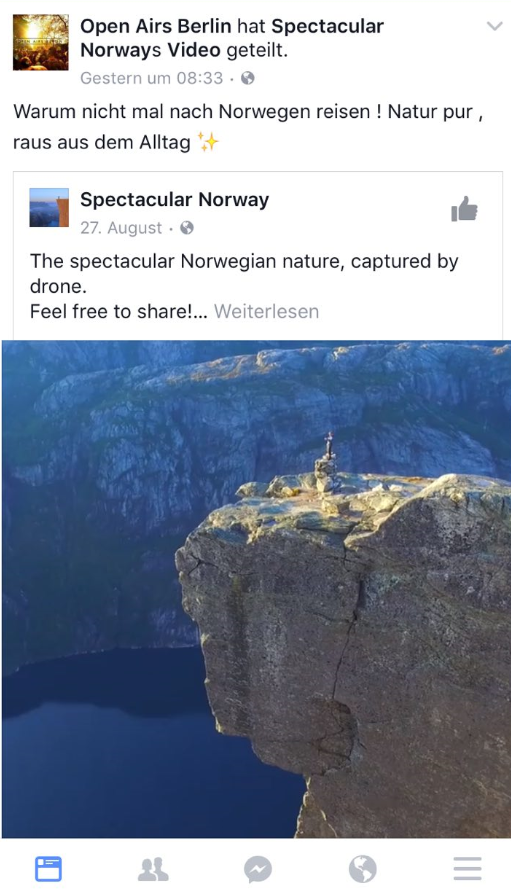 Open Airs Berlin hat Spectacular
Norways Video geteilt.
Gestern um 08:33 ·
Warum nicht mal nach Norwegen reisen ! Natur pur ,
raus aus dem Alltag ✨
Spectacular Norway
27. August ·
The spectacular Norwegian nature, captured by
drone.
Feel free to share!... Weiterlesen